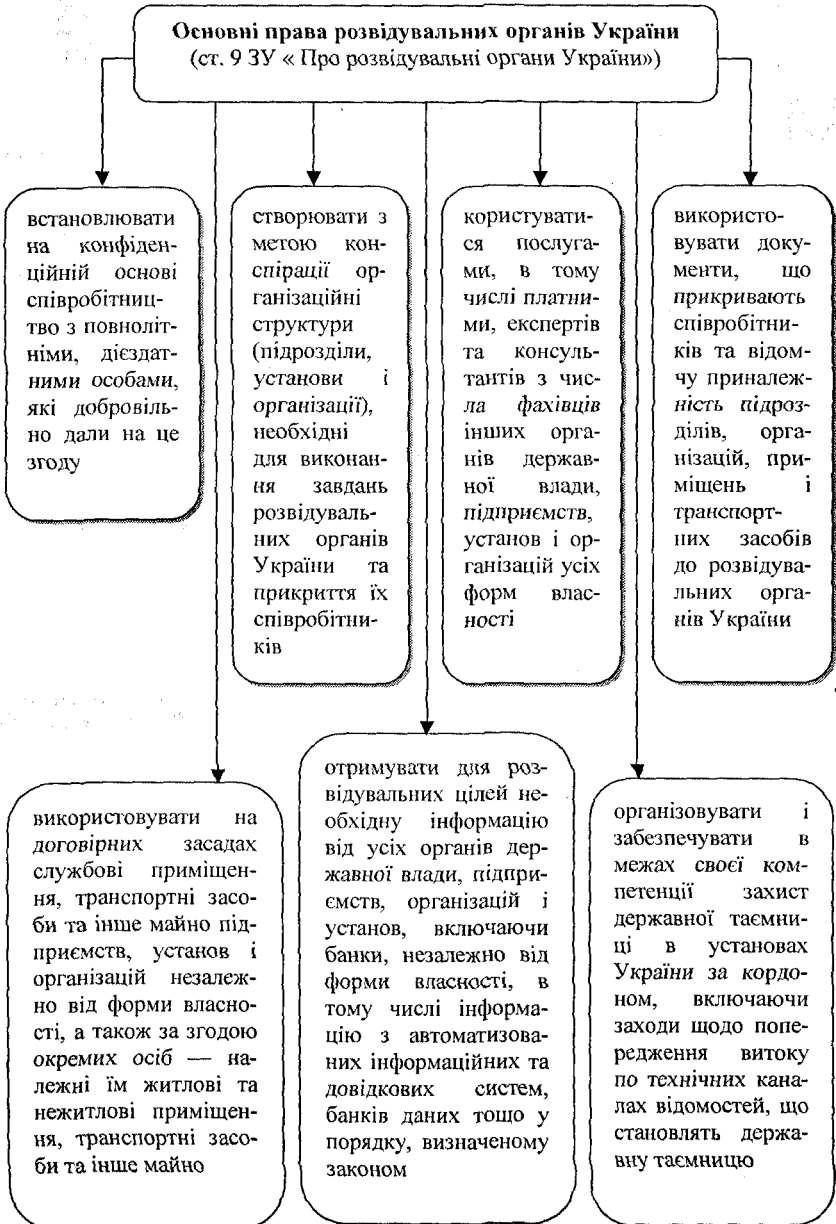 Основні права розвідувальних органів України
(ст. 9 ЗУ « Про розвідувальні органи України»)
встановлювати
на конфіден-
ційній основі
співробітниц-
тво з повноліт-
німи, дієздат-
ними особами,
які добровіль-
но дали на це
згоду
створювати з
метою кон-
спірації ор-
ганізаційні
структури
(підрозділи,
установи і
організації),
необхідні
для виконан-
ня завдань
розвідуваль-
них органів
України та
прикриття їх
співробітни-
ків
користувати-
ся послуга-
ми, в тому
числі платни-
ми, експертів
та консуль-
тантів з чис-
ла фахівців
інших орга-
нів держав-
ної влади,
підприємств,
установ і ор-
ганізацій усіх
форм влас-
ності
використо-
вувати доку-
менти, що
прикривають
співробітни-
ків та відом-
чу приналеж-
ність підроз-
ділів, орга-
нізацій, при-
міщень і
транспорт-
них засобів
до розвідува-
льних орга-
нів України
використовувати на
договірних засадах
службові приміщен-
ня, транспортні засо-
би та інше майно під-
приємств, установ і
організацій незалеж-
но від форми власно-
сті, а також за згодою
окремих осіб — на-
лежні їм житлові та
нежитлові приміщен-
ня, транспортні засо-
би та інше майно
отримувати для роз-
відувальних цілей не-
обхідну інформацію
від усіх органів дер-
жавної влади, підпри-
ємств, організацій і
установ, включаючи
банки, незалежно від
форми власності, в
тому числі інформа-
цію з автоматизова-
них інформаційних та
довідкових систем,
банків даних тощо у
порядку, визначеному
законом
організовувати і
забезпечувати в
межах своєї ком-
петенції захист
державної таємни-
ці в установах
України за кордо-
ном, включаючи
заходи щодо попе-
редження витоку
по технічних кана-
лах відомостей, що
становлять держа-
вну таємницю